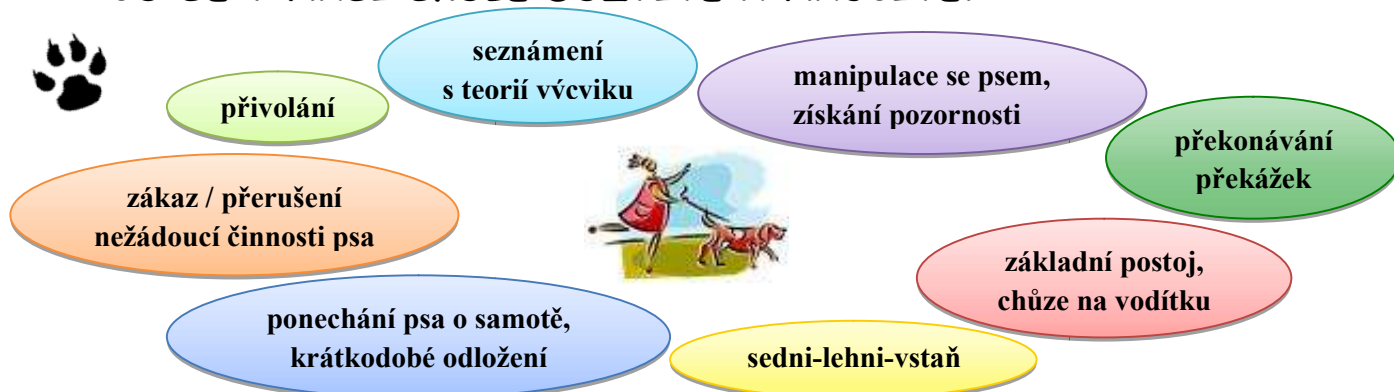 seznámení
s teorií výcviku
manipulace se psem,
získání pozornosti
přivolání
překonávání
překážek
zákaz / přerušení
nežádoucí činnosti psa
základní postoj,
chůze na vodítku
ponechání psa o samotě,
krátkodobé odložení
sedni-lehni-vstaň